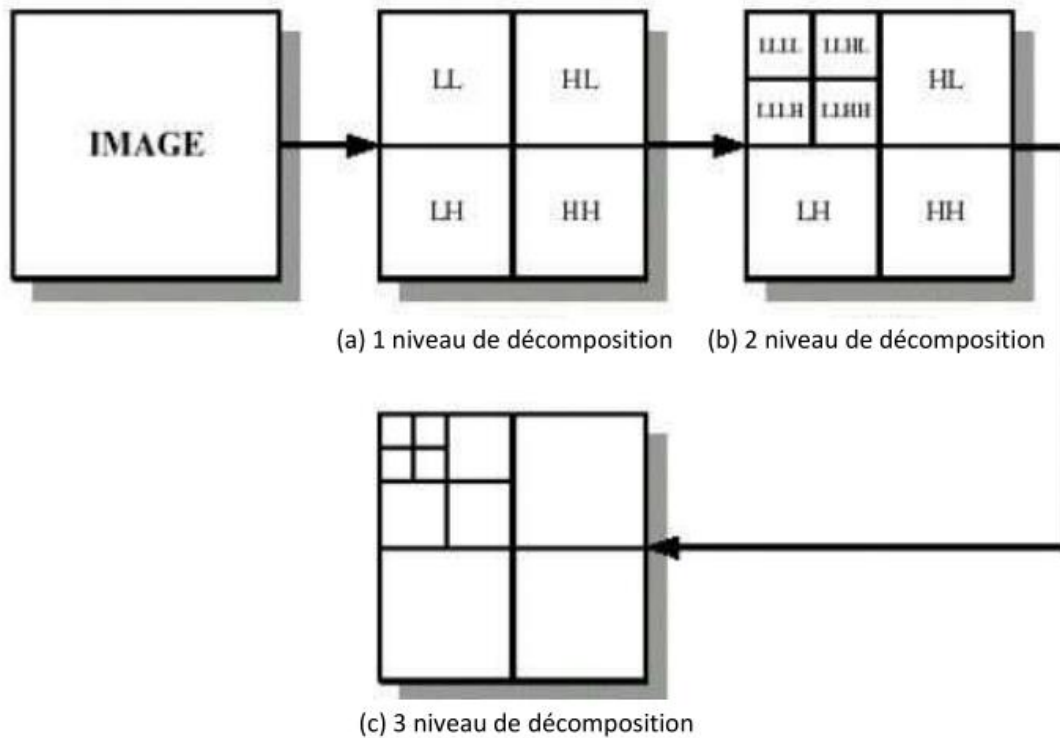 IMAGE
LL HL
LH HH
LLLL LLHL
LLLH LLHH
HL
LH HH
(a) 1 niveau de décomposition
(b) 2 niveau de décomposition
(c) 3 niveau de décomposition